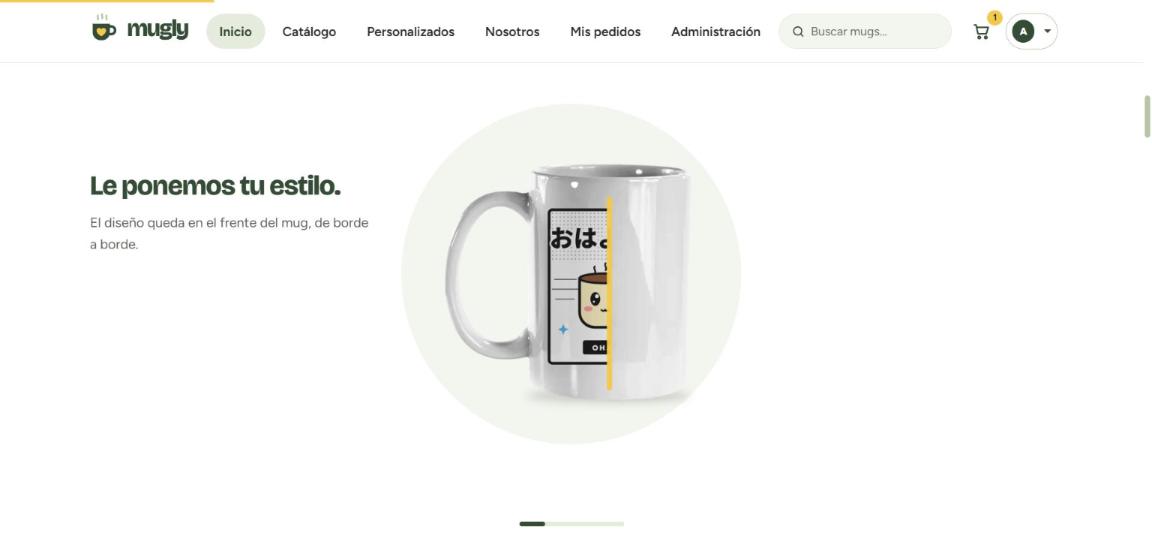 mugly
Inicio
Catálogo
Personalizados
Nosotros
Mis pedidos
Administración
Buscar mugs...
1
A
Le ponemos tu estilo.
El diseño queda en el frente del mug, de borde
a borde.
おは
OH